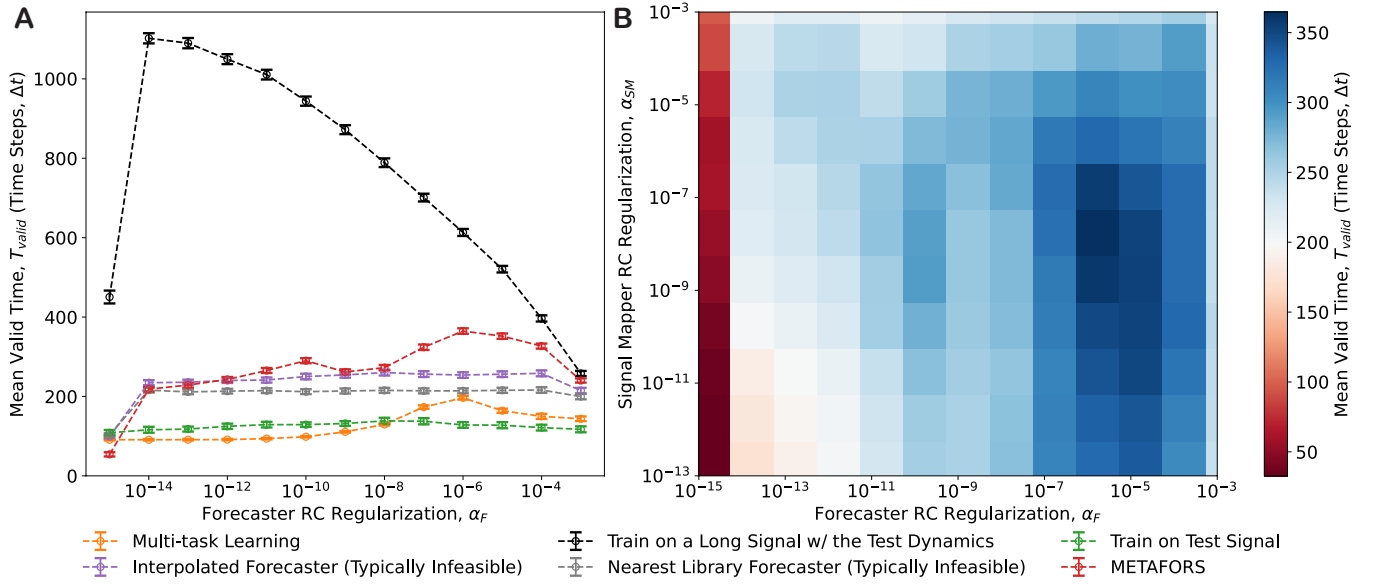 A
B
Mean Valid Time, T_valid (Time Steps, Δt)
1000
800
600
400
200
0
10⁻¹⁴
10⁻¹²
10⁻¹⁰
10⁻⁸
10⁻⁶
10⁻⁴
Forecaster RC Regularization, α_F
Signal Mapper RC Regularization, α_SM
10⁻³
10⁻⁵
10⁻⁷
10⁻⁹
10⁻¹¹
10⁻¹³
10⁻¹⁵
10⁻¹³
10⁻¹¹
10⁻⁹
10⁻⁷
10⁻⁵
10⁻³
Forecaster RC Regularization, α_F
350
300
250
200
150
100
50
Mean Valid Time, T_valid (Time Steps, Δt)
Multi-task Learning
Train on a Long Signal w/ the Test Dynamics
Train on Test Signal
Interpolated Forecaster (Typically Infeasible)
Nearest Library Forecaster (Typically Infeasible)
METAFORS